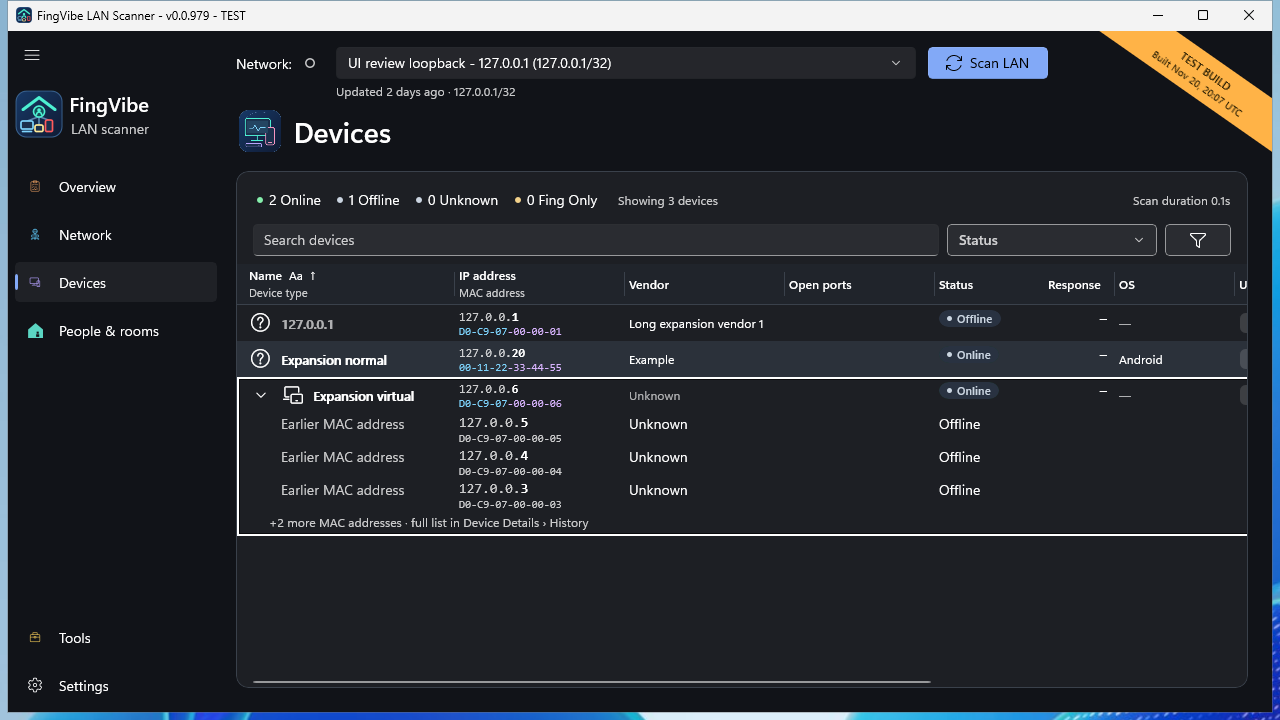 FingVibe LAN Scanner - v0.0.979 - TEST
Network:
UI review loopback - 127.0.0.1 (127.0.0.1/32)
Scan LAN
Updated 2 days ago · 127.0.0.1/32
TEST BUILD
Built Nov 20, 20:07 UTC
FingVibe
LAN scanner
Devices
Overview
Network
Devices
People & rooms
Tools
Settings
2 Online 1 Offline 0 Unknown 0 Fing Only Showing 3 devices Scan duration 0.1s
Search devices
Status
Name Aa ↑ IP address Vendor Open ports Status Response OS U
Device type MAC address
127.0.0.1 127.0.0.1 Long expansion vendor 1 Offline – —
D0-C9-07-00-00-01
Expansion normal 127.0.0.20 Example Online – Android
00-11-22-33-44-55
Expansion virtual 127.0.0.6 Unknown Online – —
D0-C9-07-00-00-06
Earlier MAC address 127.0.0.5 Unknown Offline
D0-C9-07-00-00-05
Earlier MAC address 127.0.0.4 Unknown Offline
D0-C9-07-00-00-04
Earlier MAC address 127.0.0.3 Unknown Offline
D0-C9-07-00-00-03
+2 more MAC addresses · full list in Device Details › History